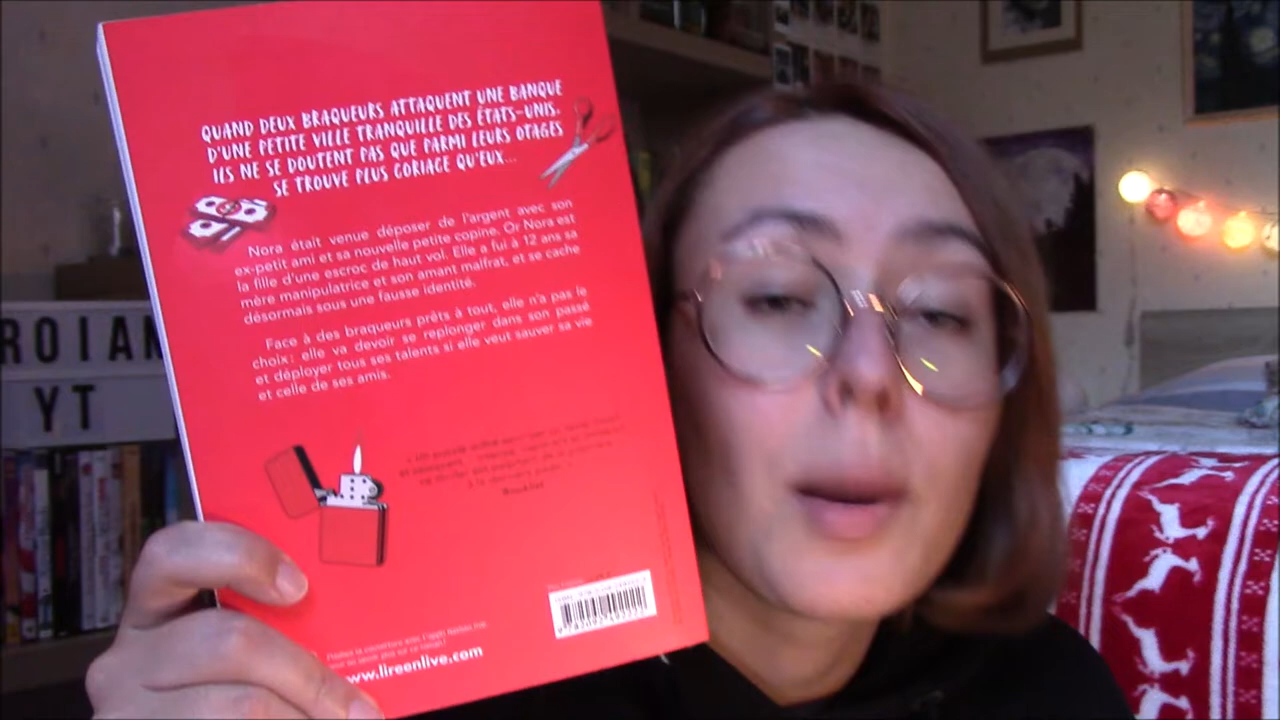 QUAND DEUX BRAQUEURS ATTAQUENT UNE BANQUE
D'UNE PETITE VILLE TRANQUILLE DES ÉTATS-UNIS,
ILS NE SE DOUTENT PAS QUE PARMI LEURS OTAGES
SE TROUVE PLUS CORIACE QU'EUX...
Nora était venue déposer de l'argent avec son
ex-petit ami et sa nouvelle petite copine. Or Nora est
la fille d'une escroc de haut vol. Elle a fui à 12 ans sa
mère manipulatrice et son amant malfrat, et se cache
désormais sous une fausse identité.
Face à des braqueurs prêts à tout, elle n'a pas le
choix : elle va devoir se replonger dans son passé
et déployer tous ses talents si elle veut sauver sa vie
et celle de ses amis.
Booklist
www.lireenlive.com
ROIAN
YT